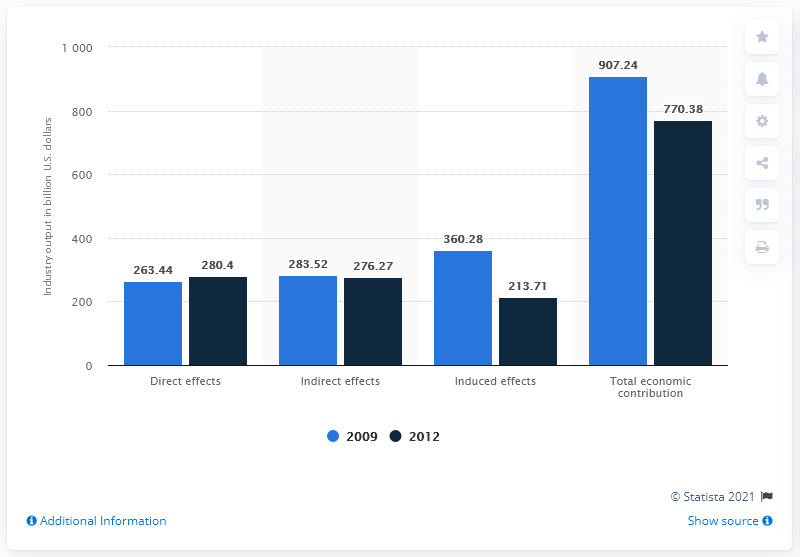 Industry output in billion U.S. dollars
1 000
800
600
400
200
0
263.44
280.4
283.52
276.27
360.28
213.71
907.24
770.38
Direct effects
Indirect effects
Induced effects
Total economic
contribution
2009
2012
© Statista 2021
Additional Information
Show source